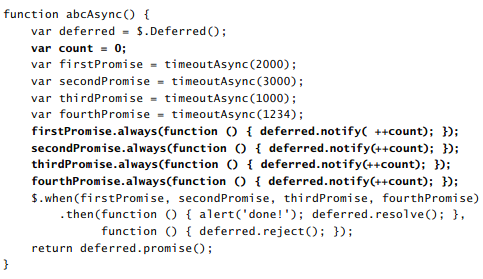 function abcAsync() {
    var deferred = $.Deferred();
    var count = 0;
    var firstPromise = timeoutAsync(2000);
    var secondPromise = timeoutAsync(3000);
    var thirdPromise = timeoutAsync(1000);
    var fourthPromise = timeoutAsync(1234);
    firstPromise.always(function () { deferred.notify( ++count); });
    secondPromise.always(function () { deferred.notify(++count); });
    thirdPromise.always(function () { deferred.notify(++count); });
    fourthPromise.always(function () { deferred.notify(++count); });
    $.when(firstPromise, secondPromise, thirdPromise, fourthPromise)
        .then(function () { alert('done!'); deferred.resolve(); },
              function () { deferred.reject(); });
    return deferred.promise();
}